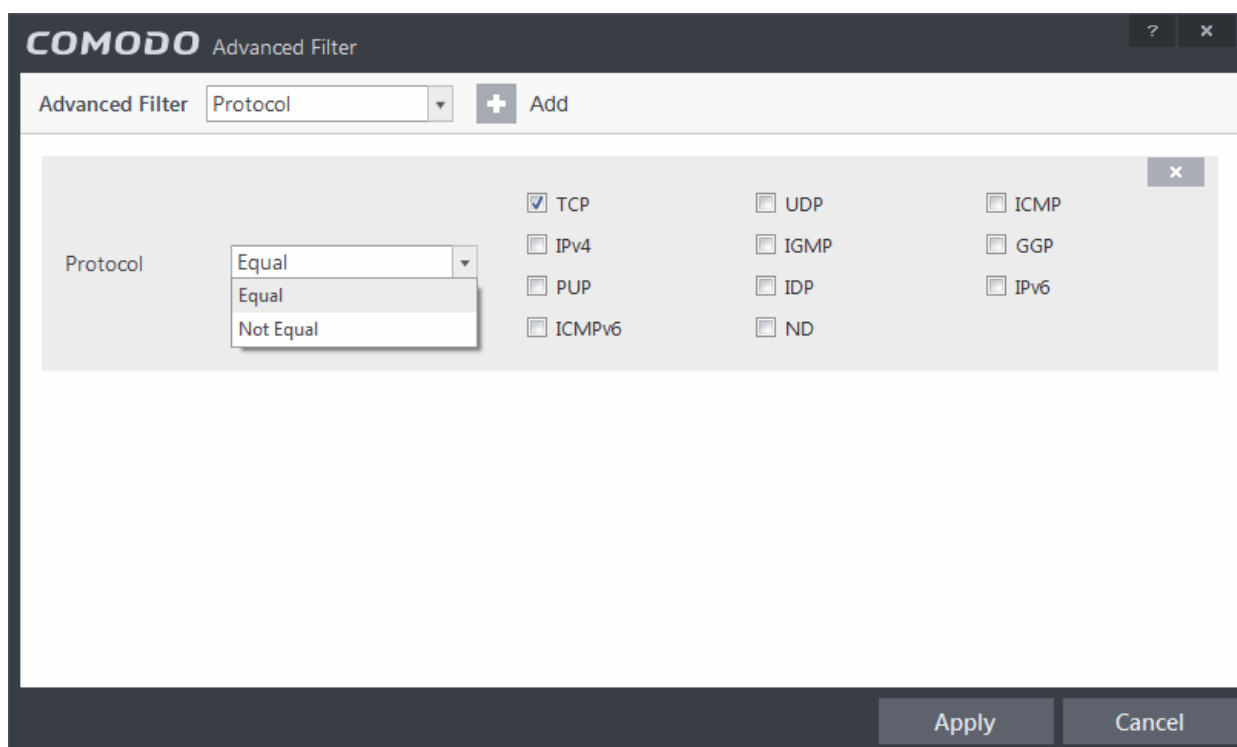 COMODO Advanced Filter ? ×
Advanced Filter Protocol + Add
×
TCP UDP ICMP
IPv4 IGMP GGP
Protocol Equal
PUP IDP IPv6
Equal
Not Equal
ICMPv6 ND
Apply Cancel